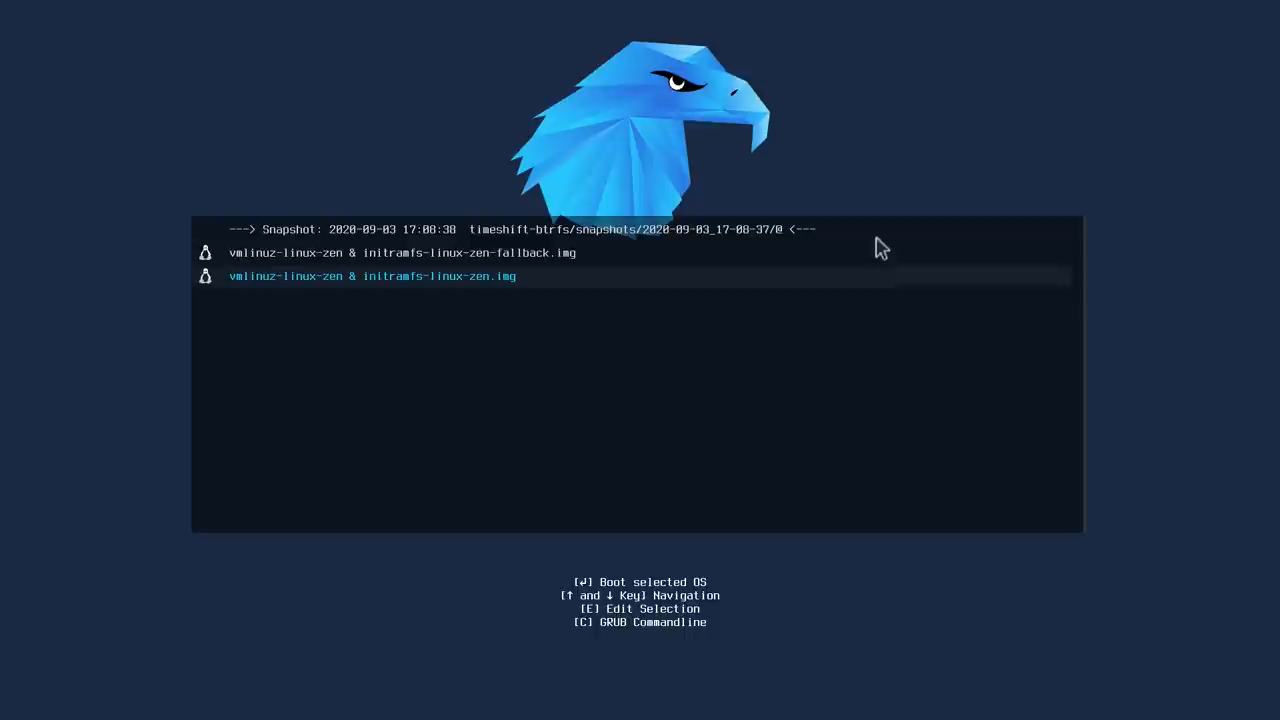 ---> Snapshot: 2020-09-03 17:08:38  timeshift-btrfs/snapshots/2020-09-03_17-08-37/@ <---
vmlinuz-linux-zen & initramfs-linux-zen-fallback.img
vmlinuz-linux-zen & initramfs-linux-zen.img
[↵] Boot selected OS
[↑ and ↓ Key] Navigation
[E] Edit Selection
[C] GRUB Commandline